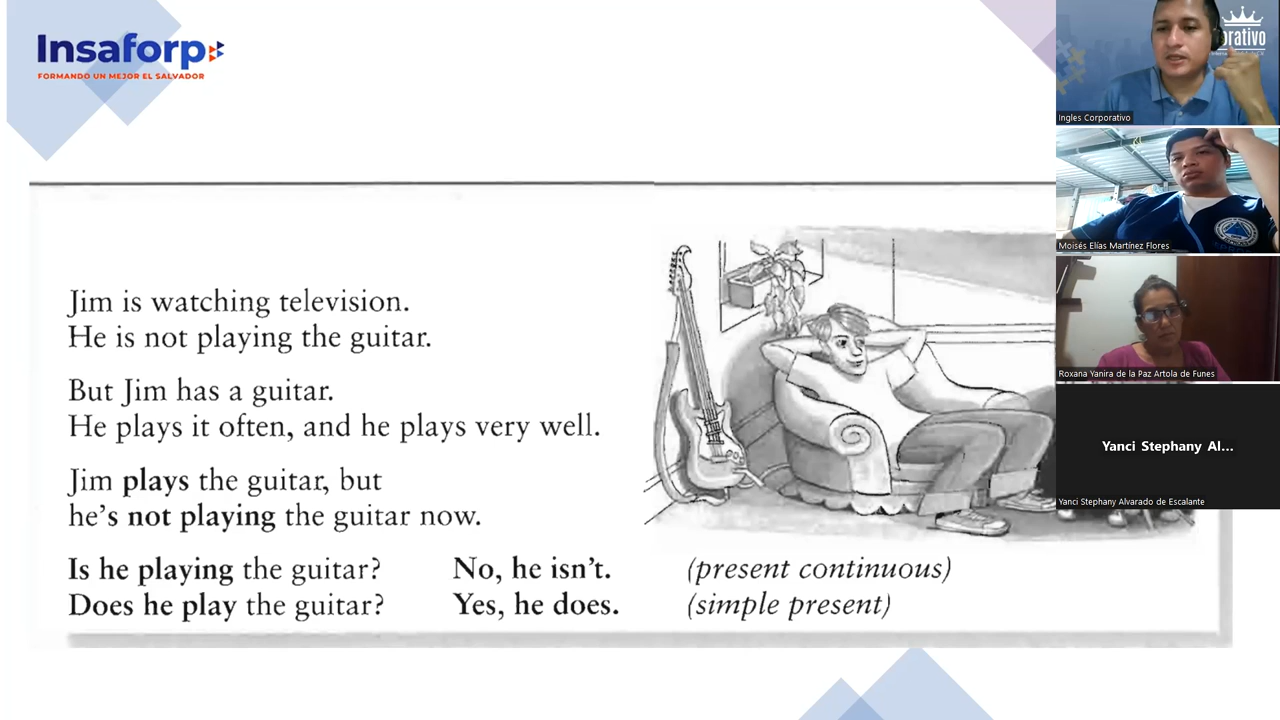 Insaforp
FORMANDO UN MEJOR EL SALVADOR
Jim is watching television.
He is not playing the guitar.
But Jim has a guitar.
He plays it often, and he plays very well.
Jim plays the guitar, but
he's not playing the guitar now.
Is he playing the guitar? No, he isn't. (present continuous)
Does he play the guitar? Yes, he does. (simple present)
orativo
Ingles Corporativo
Moisés Elías Martínez Flores
Roxana Yanira de la Paz Artola de Funes
Yanci Stephany Al...
Yanci Stephany Alvarado de Escalante